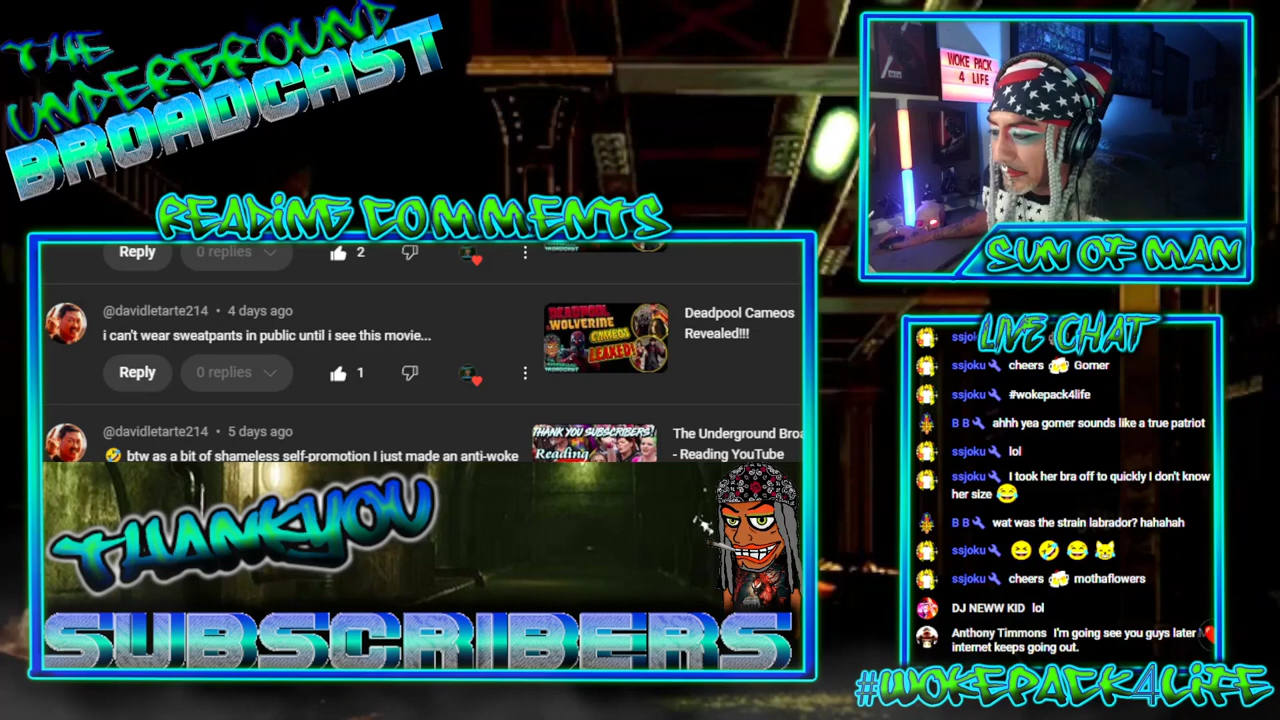 THE
UNDERGROUND
BROADCAST
WOKE PACK
4 LIFE
SUN OF MAN
READING COMMENTS
Reply
0 replies
2
@davidletarte214 • 4 days ago
i can't wear sweatpants in public until i see this movie...
Reply
0 replies
1
DEADPOOL
WOLVERINE
CAMEOS
LEAKED!
Deadpool Cameos
Revealed!!!
@davidletarte214 • 5 days ago
🤣 btw as a bit of shameless self-promotion I just made an anti-woke
THANK YOU SUBSCRIBERS!
Reading
The Underground Broa
- Reading YouTube
THANKYOU
SUBSCRIBERS
LIVE CHAT
ssjo
ssjoku cheers 🍻 Gomer
ssjoku #wokepack4life
B B ahhh yea gomer sounds like a true patriot
ssjoku lol
ssjoku I took her bra off to quickly I don't know
her size 😂
B B wat was the strain labrador? hahahah
ssjoku 😆 🤣 😂 😹
ssjoku cheers 🍻 mothaflowers
DJ NEWW KID lol
Anthony Timmons I'm going see you guys later
internet keeps going out.
#WOKEPACK4LIFE